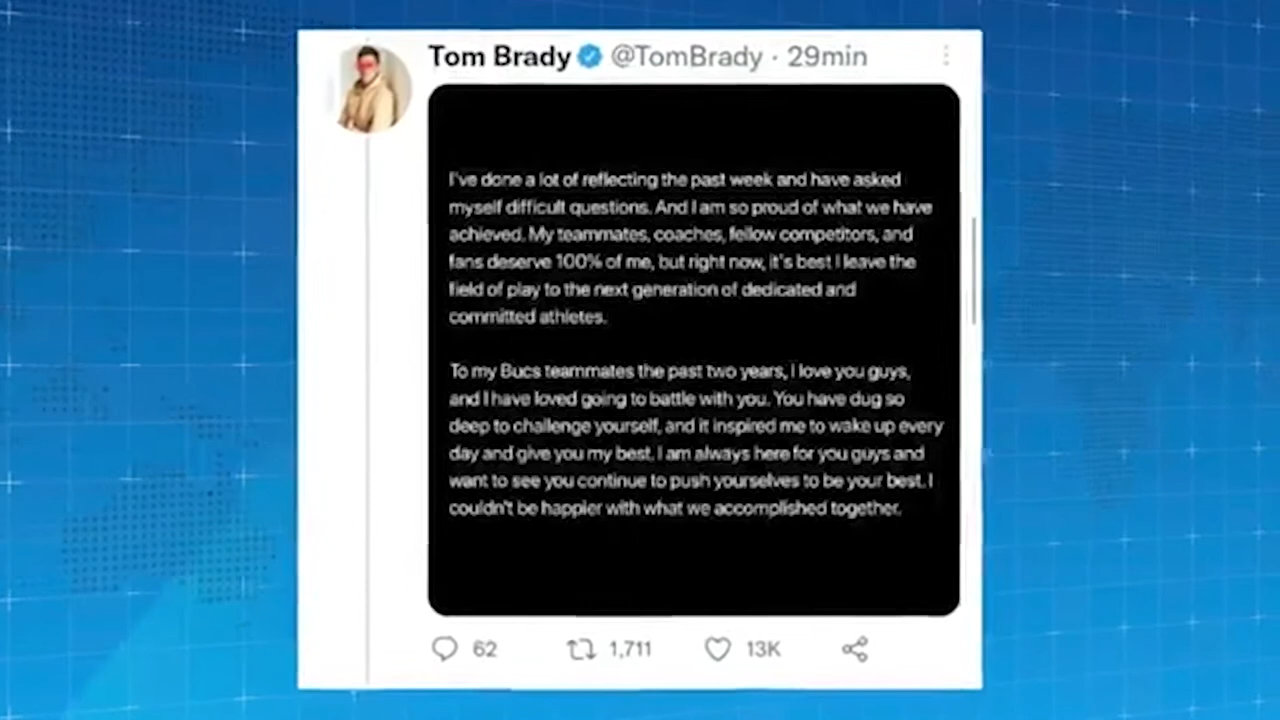 Tom Brady @TomBrady · 29min
I've done a lot of reflecting the past week and have asked
myself difficult questions. And I am so proud of what we have
achieved. My teammates, coaches, fellow competitors, and
fans deserve 100% of me, but right now, it's best I leave the
field of play to the next generation of dedicated and
committed athletes.
To my Bucs teammates the past two years, I love you guys,
and I have loved going to battle with you. You have dug so
deep to challenge yourself, and it inspired me to wake up every
day and give you my best. I am always here for you guys and
want to see you continue to push yourselves to be your best. I
couldn't be happier with what we accomplished together.
62 1,711 13K